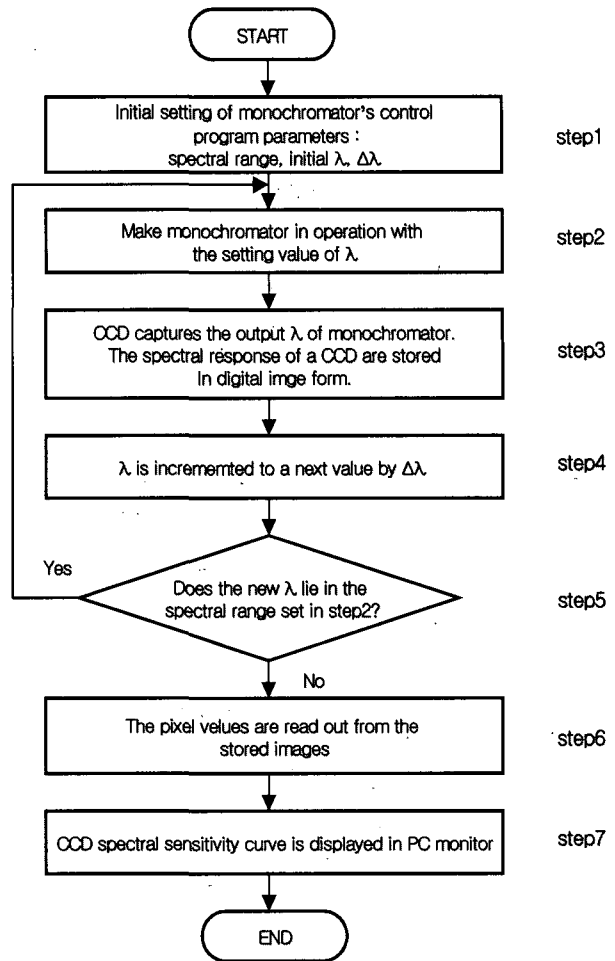 START
Initial setting of monochromator's control
program parameters :
spectral range, initial λ, Δλ
step1
Make monochromator in operation with
the setting value of λ
step2
CCD captures the output λ of monochromator.
The spectral response of a CCD are stored
In digital imge form.
step3
λ is incrememted to a next value by Δλ
step4
Yes
Does the new λ lie in the
spectral range set in step2?
step5
No
The pixel velues are read out from the
stored images
step6
CCD spectral sensitivity curve is displayed in PC monitor
step7
END